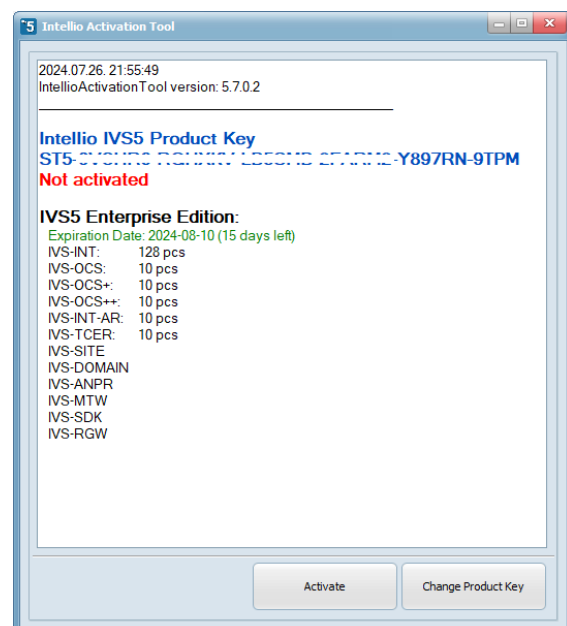 Intellio Activation Tool
2024.07.26. 21:55:49
IntellioActivationTool version: 5.7.0.2
Intellio IVS5 Product Key
ST5- -Y897RN-9TPM
Not activated
IVS5 Enterprise Edition:
Expiration Date: 2024-08-10 (15 days left)
IVS-INT: 128 pcs
IVS-OCS: 10 pcs
IVS-OCS+: 10 pcs
IVS-OCS++: 10 pcs
IVS-INT-AR: 10 pcs
IVS-TCER: 10 pcs
IVS-SITE
IVS-DOMAIN
IVS-ANPR
IVS-MTW
IVS-SDK
IVS-RGW
Activate Change Product Key